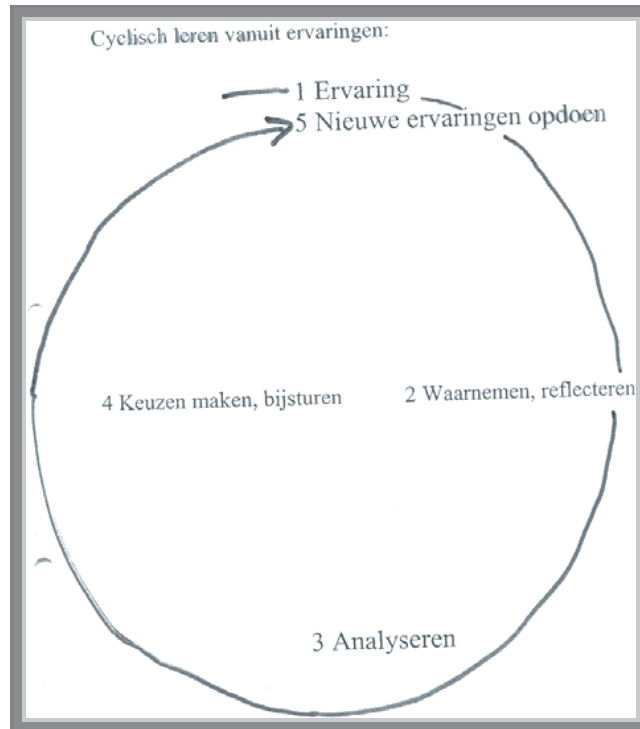 Cyclisch leren vanuit ervaringen:
1 Ervaring
5 Nieuwe ervaringen opdoen
4 Keuzen maken, bijsturen
2 Waarnemen, reflecteren
3 Analyseren